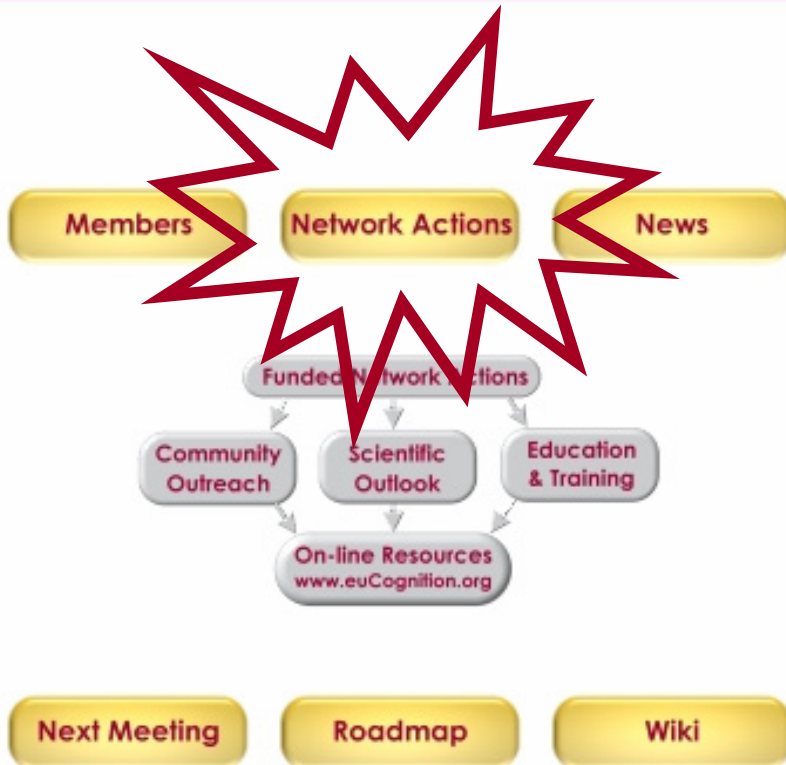 Members
Network Actions
News
Funded Network Actions
Community
Outreach
Scientific
Outlook
Education
& Training
On-line Resources
www.euCognition.org
Next Meeting
Roadmap
Wiki